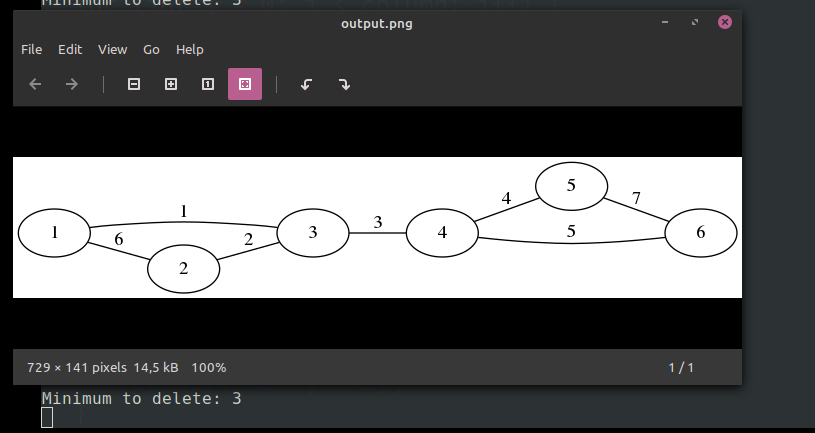 Minimum to delete: 3
output.png
File Edit View Go Help
1
4 5 7
1 6 2 3 3 4 5 6
2
729 × 141 pixels 14,5 kB 100% 1 / 1
Minimum to delete: 3